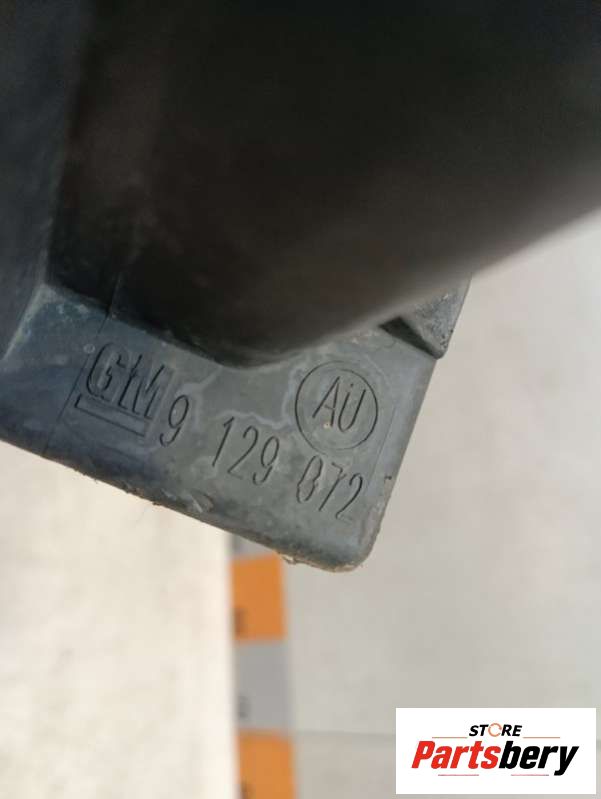 GM
AU
9 129 872
STORE
Partsbery